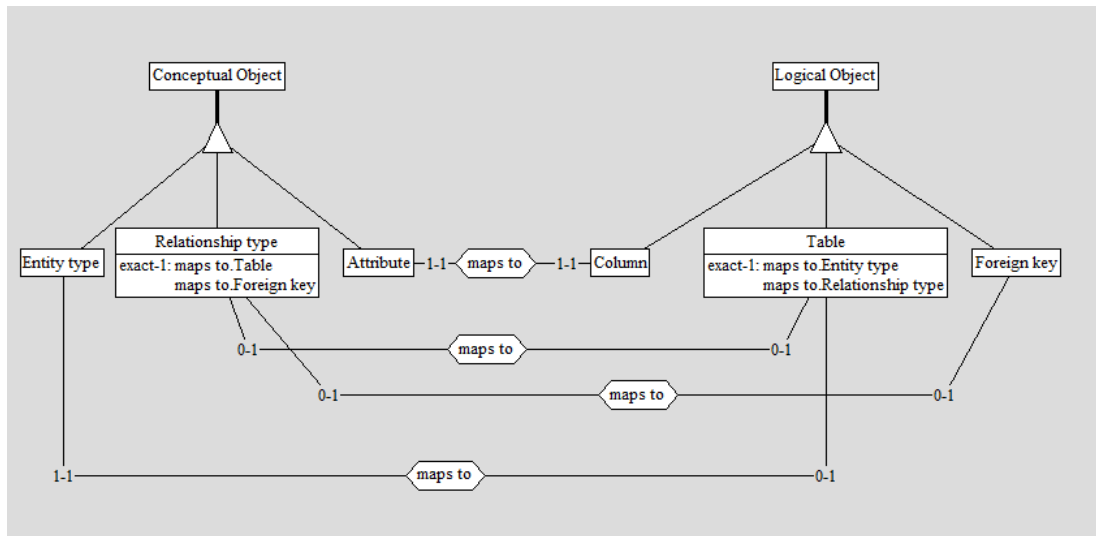 Conceptual Object
Logical Object
Entity type
Relationship type
exact-1: maps to.Table
maps to.Foreign key
Attribute
1-1
maps to
1-1
Column
Table
exact-1: maps to.Entity type
maps to.Relationship type
Foreign key
0-1
maps to
0-1
0-1
maps to
0-1
1-1
maps to
0-1